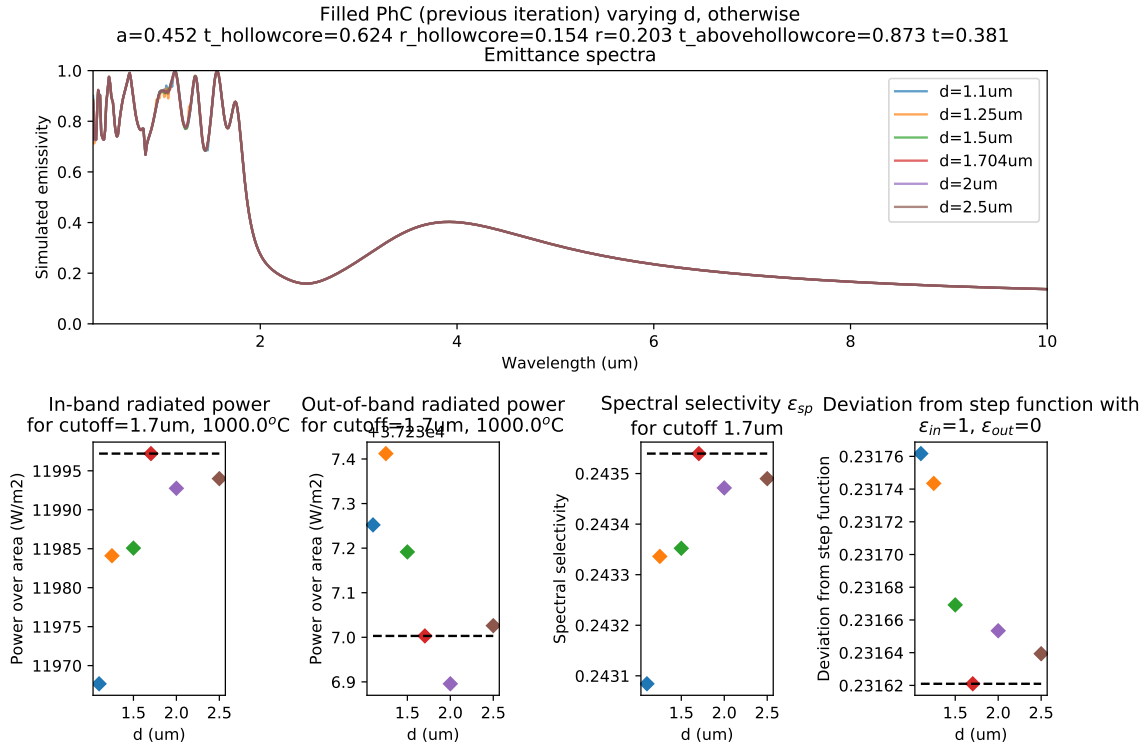 Filled PhC (previous iteration) varying d, otherwise
a=0.452 t_hollowcore=0.624 r_hollowcore=0.154 r=0.203 t_abovehollowcore=0.873 t=0.381
Emittance spectra
1.0
0.8
0.6
0.4
0.2
0.0
Simulated emissivity
2
4
6
8
10
Wavelength (um)
d=1.1um
d=1.25um
d=1.5um
d=1.704um
d=2um
d=2.5um
In-band radiated power
for cutoff=1.7um, 1000.0°C
11995
11990
11985
11980
11975
11970
Power over area (W/m2)
1.5
2.0
2.5
d (um)
Out-of-band radiated power
for cutoff=1.7um, 1000.0°C
+3.723e4
7.4
7.3
7.2
7.1
7.0
6.9
Power over area (W/m2)
1.5
2.0
2.5
d (um)
Spectral selectivity εsp
for cutoff 1.7um
0.2435
0.2434
0.2433
0.2432
0.2431
Spectral selectivity
1.5
2.0
2.5
d (um)
Deviation from step function with
εin=1, εout=0
0.23176
0.23174
0.23172
0.23170
0.23168
0.23166
0.23164
0.23162
Deviation from step function
1.5
2.0
2.5
d (um)